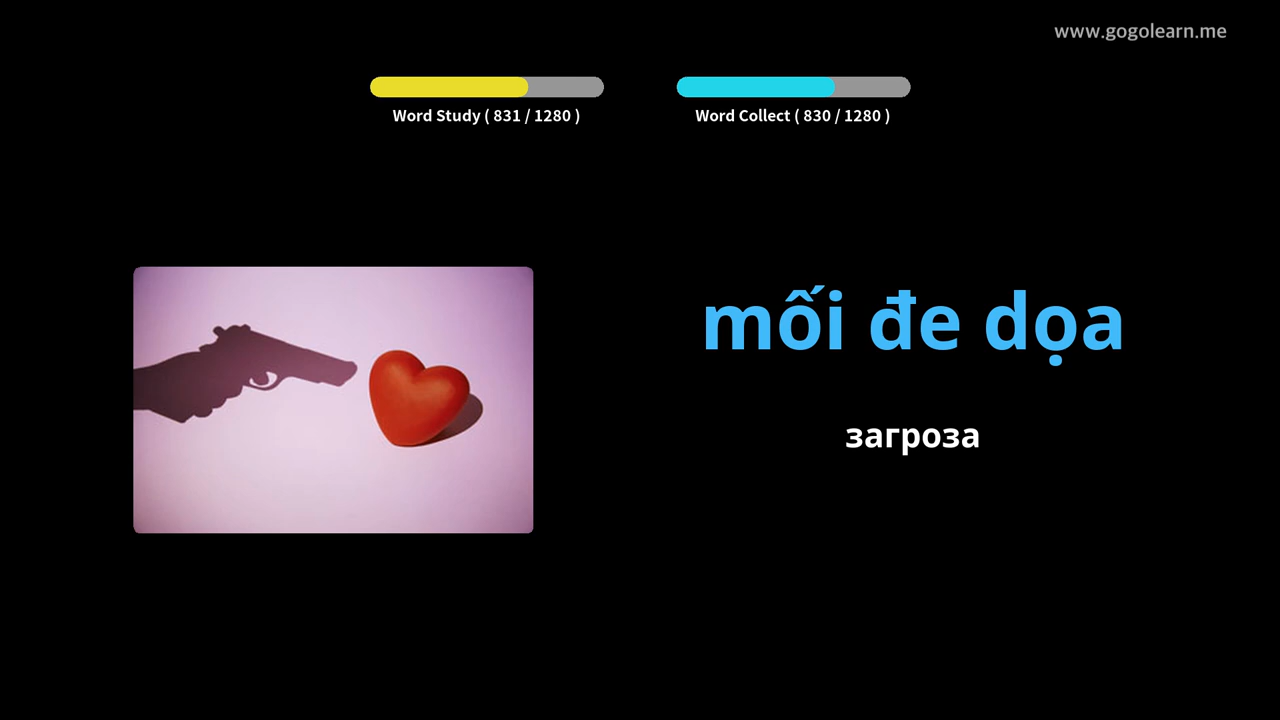 www.gogolearn.me
Word Study ( 831 / 1280 )
Word Collect ( 830 / 1280 )
mối đe dọa
загроза